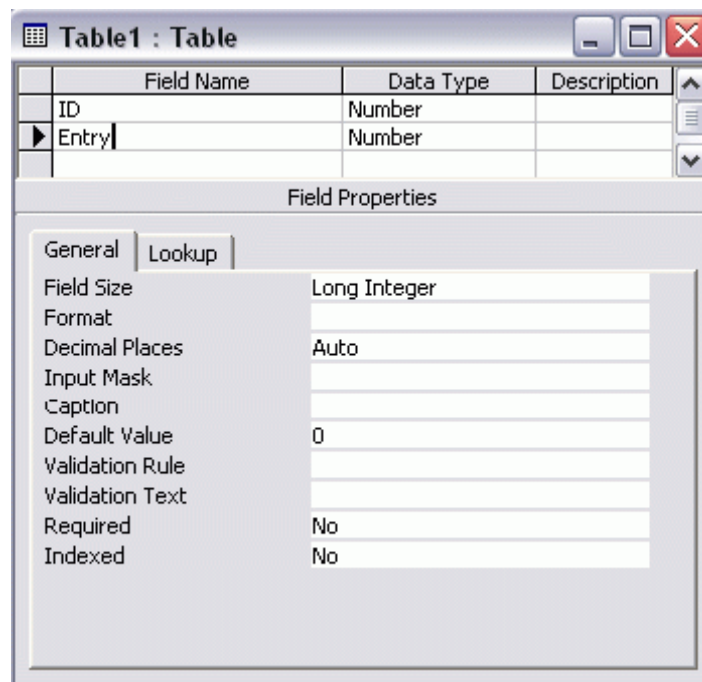 Table1 : Table
Field Name Data Type Description
ID Number
Entry Number
Field Properties
General Lookup
Field Size Long Integer
Format
Decimal Places Auto
Input Mask
Caption
Default Value 0
Validation Rule
Validation Text
Required No
Indexed No